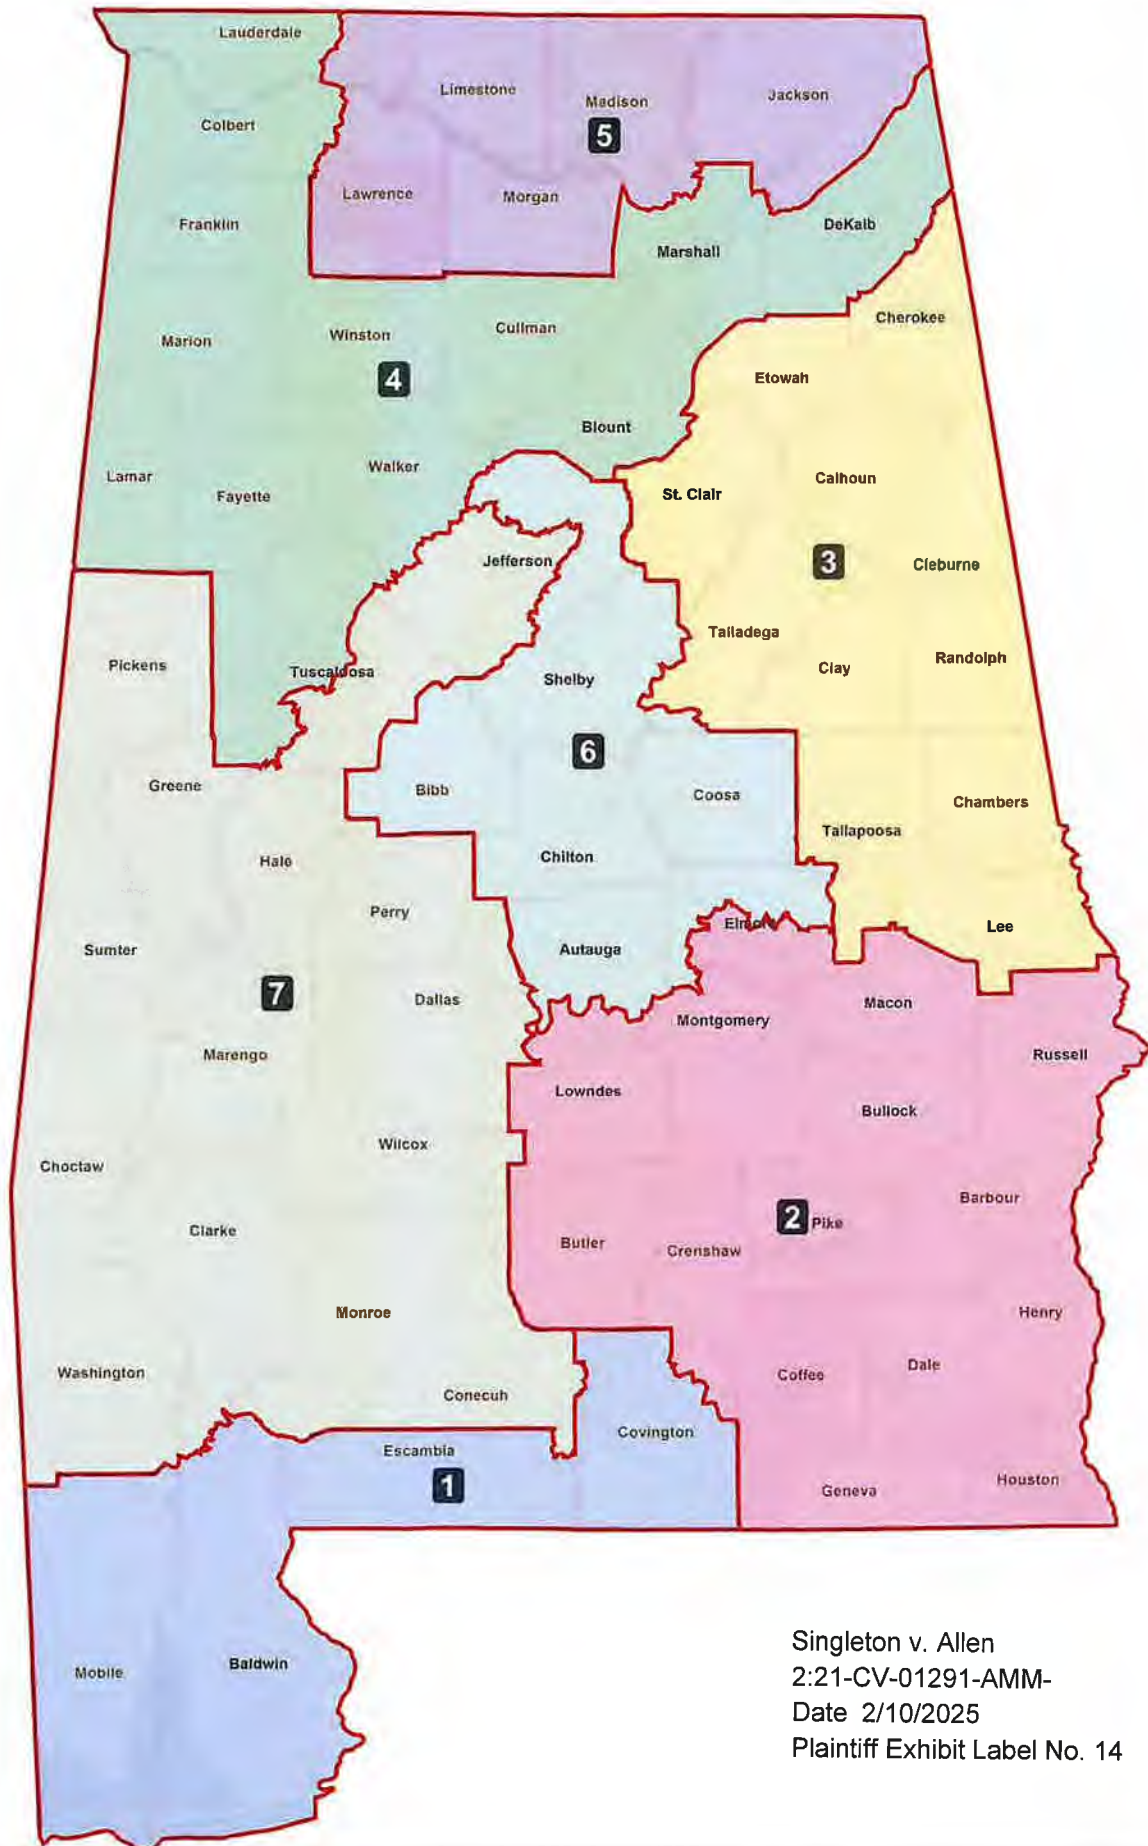 Lauderdale
Limestone
Madison
Jackson
5
Colbert
Lawrence
Morgan
Franklin
DeKalb
Marshall
Cherokee
Marion
Winston
Cullman
4
Etowah
Blount
Lamar
Fayette
Walker
St. Clair
Calhoun
Jefferson
3
Cleburne
Talladega
Clay
Randolph
Pickens
Tuscaloosa
Shelby
6
Greene
Bibb
Coosa
Chambers
Tallapoosa
Hale
Chilton
Perry
Elmore
Lee
Sumter
Autauga
7
Dallas
Macon
Montgomery
Marengo
Russell
Lowndes
Bullock
Wilcox
Choctaw
Barbour
Clarke
2
Pike
Butler
Crenshaw
Monroe
Henry
Washington
Coffee
Dale
Conecuh
Covington
Escambia
1
Geneva
Houston
Mobile
Baldwin
Singleton v. Allen
2:21-CV-01291-AMM-
Date 2/10/2025
Plaintiff Exhibit Label No. 14